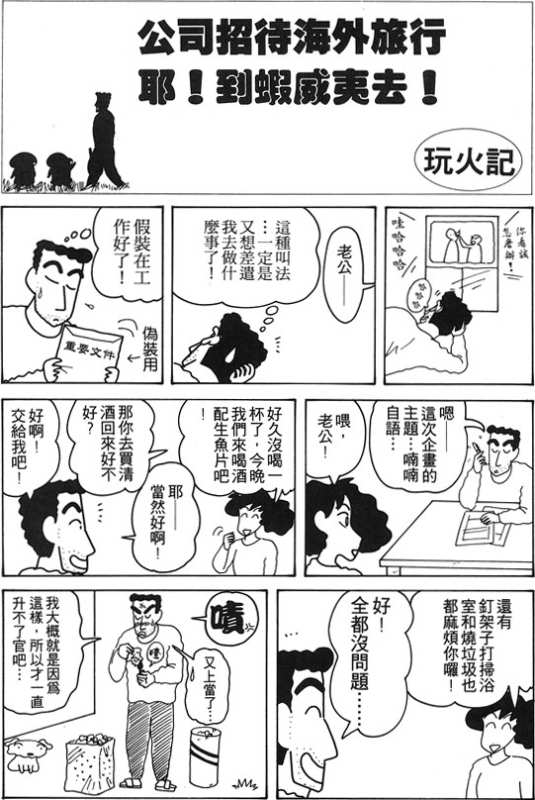 公司招待海外旅行
耶!到蝦威夷去!
玩火記
你看該
怎麼辦!
哇哈哈哈
哈哈哈
老公——
這種叫法
…一定是
又想差遣
我去做什
麼事了!
假裝在工
作好了!
重要文件
偽裝用
嗯——
這次企畫的
主題…喃喃
自語…
喂,
老公!
好久沒喝一
杯了,今晚
我們來喝酒
配生魚片吧
!
耶——
當然好啊!
那你去買清
酒回來好不
好?
好啊!
交給我吧!
還有
釘架子打掃浴
室和燒垃圾也
都麻煩你囉!
好!
全都沒問題…
嘖
又上當了…
我大概就是因為
這樣,所以才一直
升不了官吧…